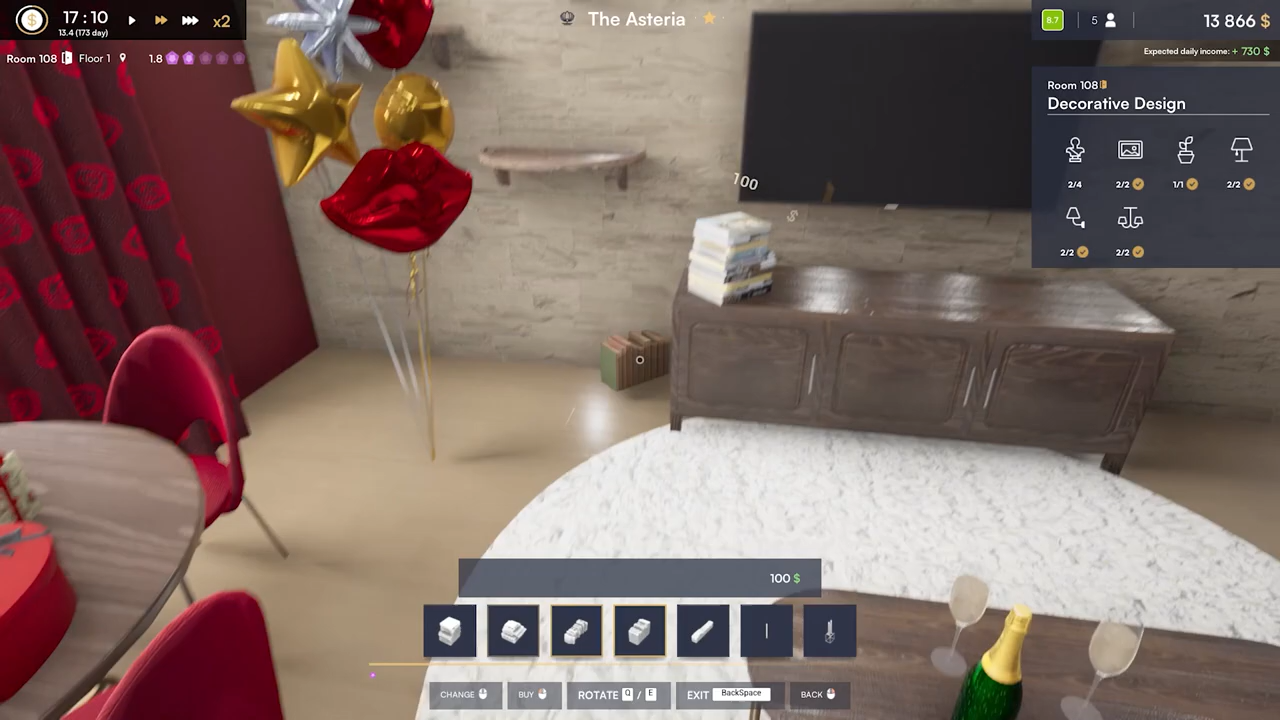 17:10
x2
13.4 (173 day)
Room 108
Floor 1
1.8
The Asteria
8.7
5
13 866 $
Expected daily income: + 730 $
Room 108
Decorative Design
2/4
2/2
1/1
2/2
2/2
2/2
100
$
100 $
CHANGE
BUY
ROTATE Q / E
EXIT BackSpace
BACK